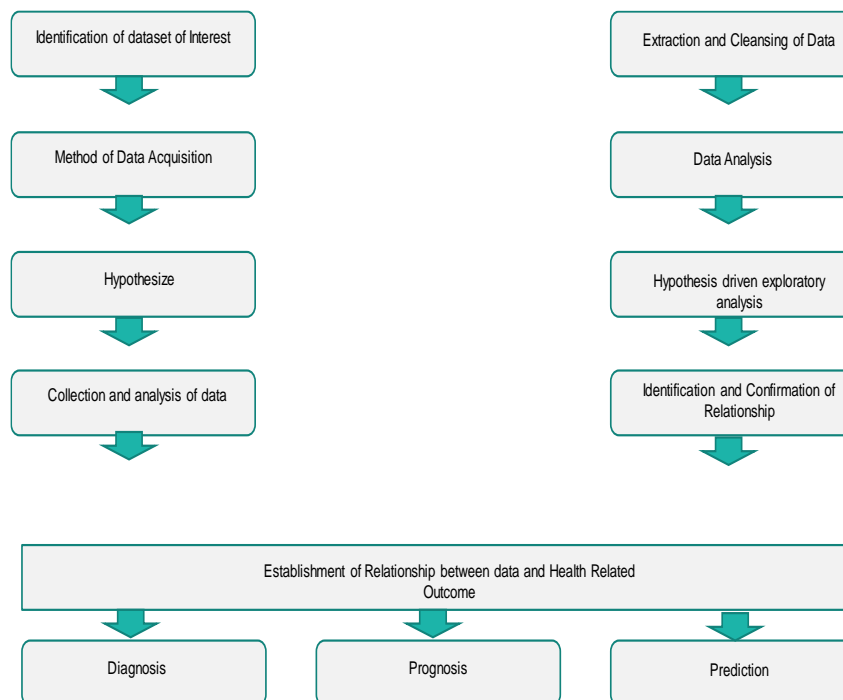 Identification of dataset of Interest
Extraction and Cleansing of Data
Method of Data Acquisition
Data Analysis
Hypothesize
Hypothesis driven exploratory
analysis
Collection and analysis of data
Identification and Confirmation of
Relationship
Establishment of Relationship between data and Health Related
Outcome
Diagnosis
Prognosis
Prediction